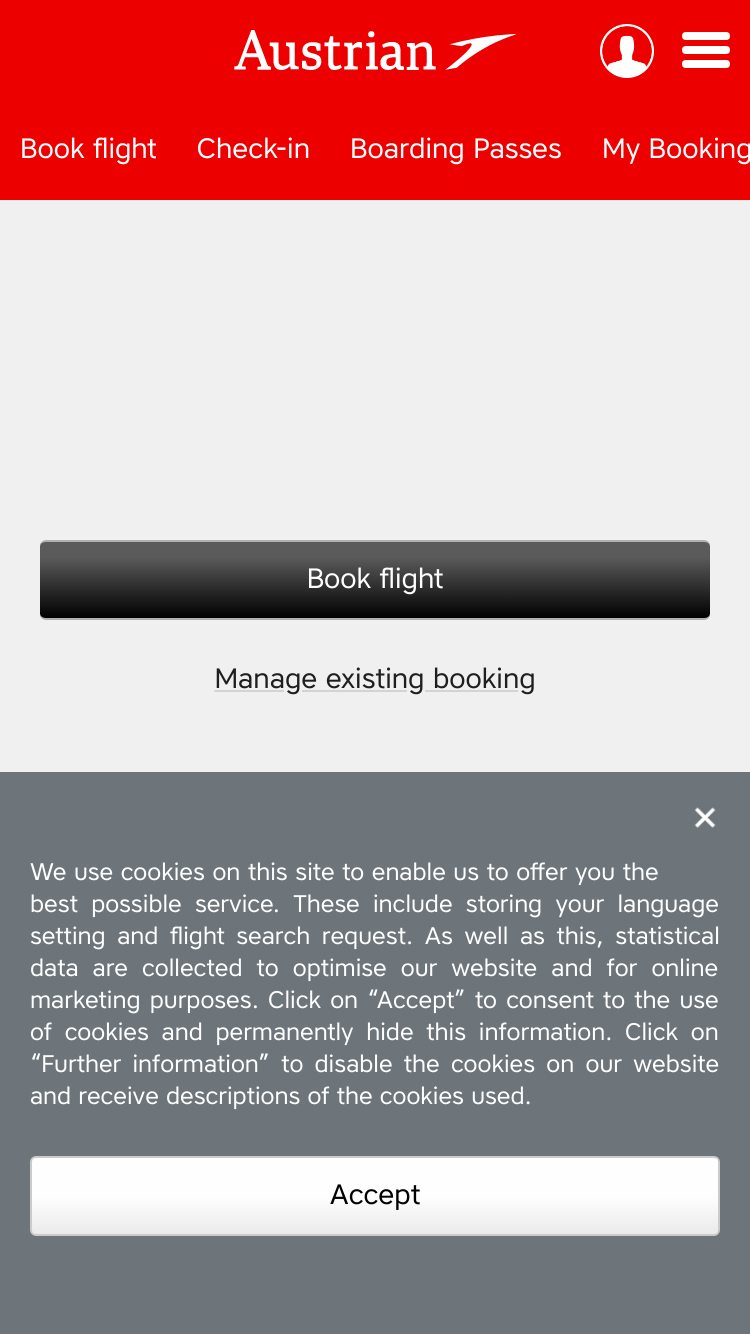 Austrian
Book flight Check-in Boarding Passes My Booking
Book flight
Manage existing booking
We use cookies on this site to enable us to offer you the
best possible service. These include storing your language
setting and flight search request. As well as this, statistical
data are collected to optimise our website and for online
marketing purposes. Click on “Accept” to consent to the use
of cookies and permanently hide this information. Click on
“Further information” to disable the cookies on our website
and receive descriptions of the cookies used.
Accept